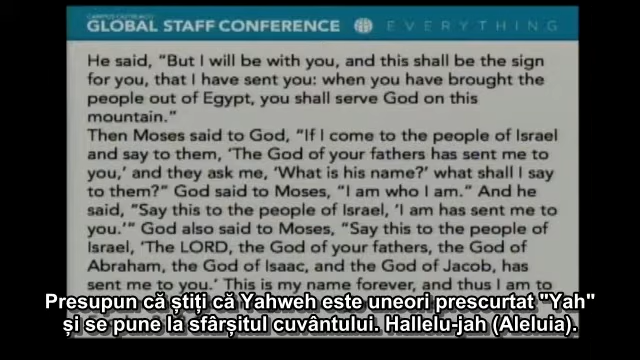 CAMPUS CRUSADE'S
GLOBAL STAFF CONFERENCE EVERYTHING
He said, "But I will be with you, and this shall be the sign
for you, that I have sent you: when you have brought the
people out of Egypt, you shall serve God on this
mountain."
Then Moses said to God, "If I come to the people of Israel
and say to them, 'The God of your fathers has sent me to
you,' and they ask me, 'What is his name?' what shall I say
to them?" God said to Moses, "I am who I am." And he
said, "Say this to the people of Israel, 'I am has sent me to
you.'" God also said to Moses, "Say this to the people of
Israel, 'The LORD, the God of your fathers, the God of
Abraham, the God of Isaac, and the God of Jacob, has
sent me to you.' This is my name forever, and thus I am to
Presupun că știți că Yahweh este uneori prescurtat "Yah"
și se pune la sfârșitul cuvântului. Hallelu-jah (Aleluia).